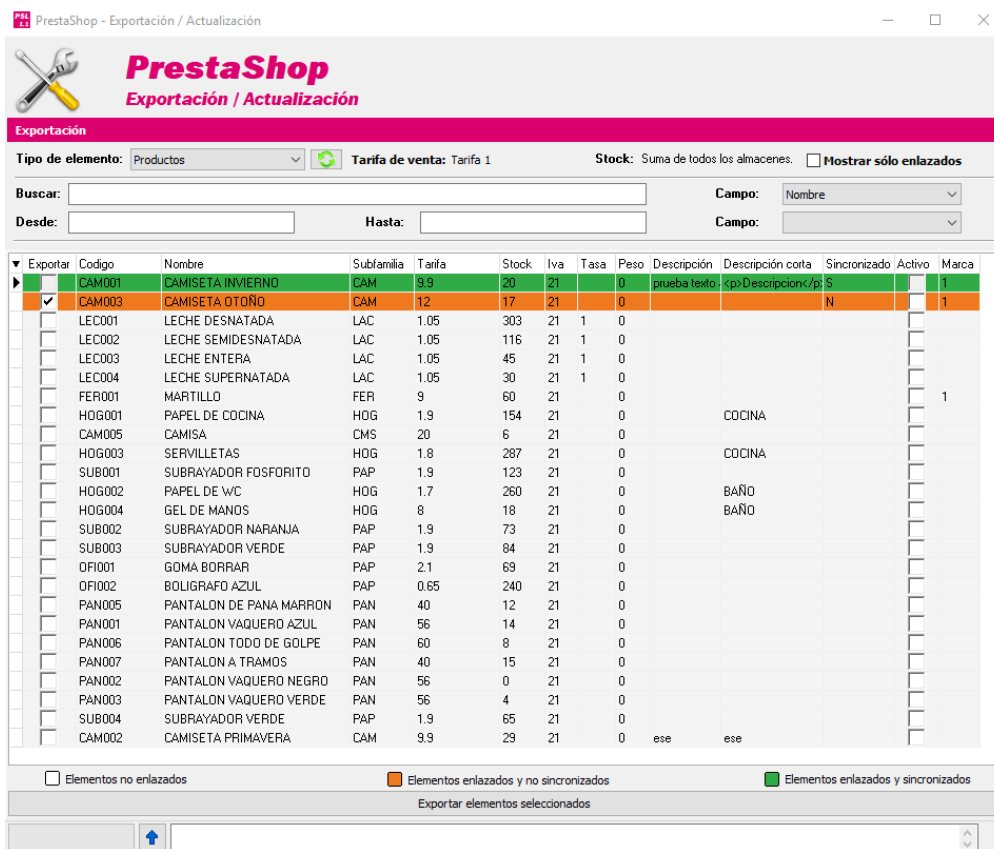 PSL 1.1 PrestaShop - Exportación / Actualización
PrestaShop
Exportación / Actualización
Exportación
Tipo de elemento: Productos Tarifa de venta: Tarifa 1 Stock: Suma de todos los almacenes. Mostrar sólo enlazados
Buscar: Campo: Nombre
Desde: Hasta: Campo:
Exportar Codigo Nombre Subfamilia Tarifa Stock Iva Tasa Peso Descripción Descripción corta Sincronizado Activo Marca
CAM001 CAMISETA INVIERNO CAM 9.9 20 21 0 prueba texto <p>Descripcion</p> S 1
CAM003 CAMISETA OTOÑO CAM 12 17 21 0 N 1
LEC001 LECHE DESNATADA LAC 1.05 303 21 1 0
LEC002 LECHE SEMIDESNATADA LAC 1.05 116 21 1 0
LEC003 LECHE ENTERA LAC 1.05 45 21 1 0
LEC004 LECHE SUPERNATADA LAC 1.05 30 21 1 0
FER001 MARTILLO FER 9 60 21 0 1
HOG001 PAPEL DE COCINA HOG 1.9 154 21 0 COCINA
CAM005 CAMISA CMS 20 6 21 0
HOG003 SERVILLETAS HOG 1.8 287 21 0 COCINA
SUB001 SUBRAYADOR FOSFORITO PAP 1.9 123 21 0
HOG002 PAPEL DE WC HOG 1.7 260 21 0 BAÑO
HOG004 GEL DE MANOS HOG 8 18 21 0 BAÑO
SUB002 SUBRAYADOR NARANJA PAP 1.9 73 21 0
SUB003 SUBRAYADOR VERDE PAP 1.9 84 21 0
OFI001 GOMA BORRAR PAP 2.1 69 21 0
OFI002 BOLIGRAFO AZUL PAP 0.65 240 21 0
PAN005 PANTALON DE PANA MARRON PAN 40 12 21 0
PAN001 PANTALON VAQUERO AZUL PAN 56 14 21 0
PAN006 PANTALON TODO DE GOLPE PAN 60 8 21 0
PAN007 PANTALON A TRAMOS PAN 40 15 21 0
PAN002 PANTALON VAQUERO NEGRO PAN 56 0 21 0
PAN003 PANTALON VAQUERO VERDE PAN 56 4 21 0
SUB004 SUBRAYADOR VERDE PAP 1.9 65 21 0
CAM002 CAMISETA PRIMAVERA CAM 9.9 29 21 0 ese ese
Elementos no enlazados Elementos enlazados y no sincronizados Elementos enlazados y sincronizados
Exportar elementos seleccionados